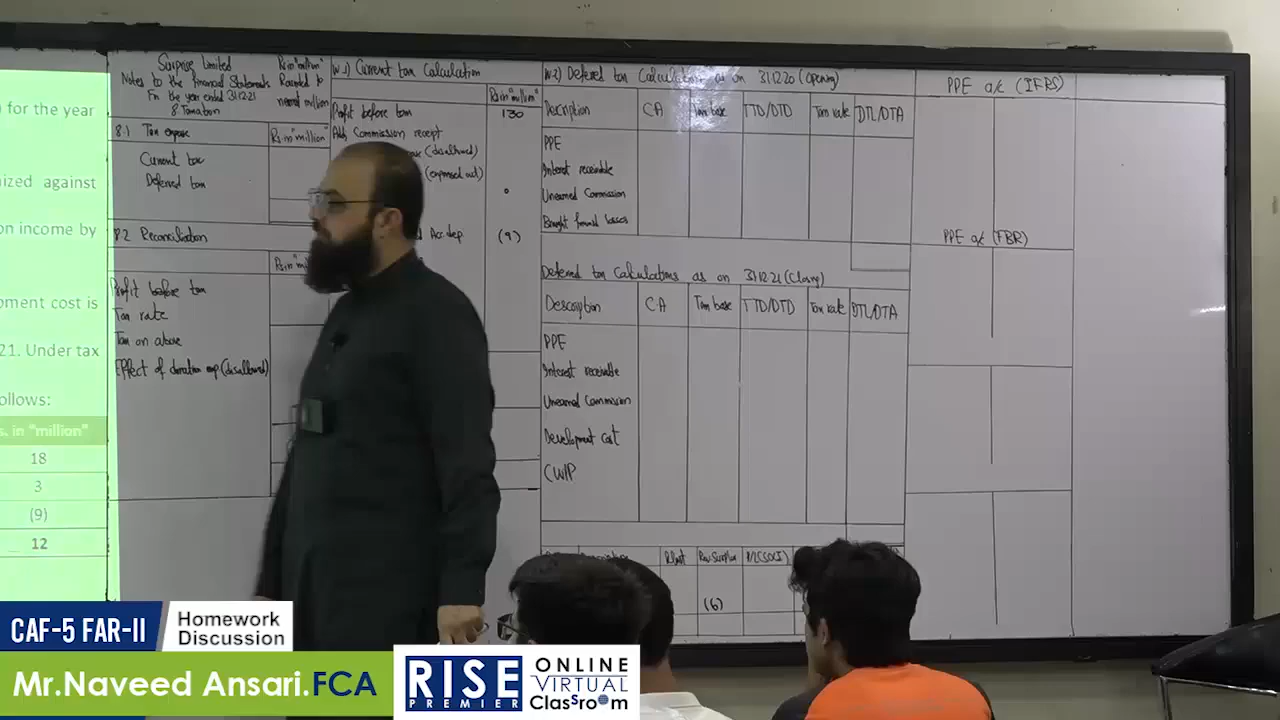 for the year
ized against
on income by
pment cost is
21. Under tax
ollows:
s. in "million"
18
3
(9)
12
Surprise Limited
Notes to the Financial Statements
For the year ended 31.12.21
8 Taxation
Rs in "million"
Rounded to
nearest million
8.1 Tax expense
Rs in "million"
Current tax
Deferred tax
8.2 Reconciliation
Profit before tax
Tax rate
Tax on above
Effect of donation exp (disallowed)
W.1) Current tax Calculation
Rs in "million"
Profit before tax 130
Add: Commission receipt
(disallowed)
(expensed out)
Acc. dep (9)
W.2) Deferred tax Calculations as on 31.12.20 (Opening)
Description CA Tax base TTD/DTD Tax rate DTL/DTA
PPE
Interest receivable
Unearned Commission
Brought forward losses
Deferred tax Calculations as on 31.12.21 (Closing)
Description CA Tax base TTD/DTD Tax rate DTL/DTA
PPE
Interest receivable
Unearned Commission
Development Cost
CWIP
Rev. Surplus P/L(SOCI)
(6)
PPE a/c (IFRS)
PPE a/c (FBR)
CAF-5 FAR-II
Homework
Discussion
Mr.Naveed Ansari.FCA
RISE
PREMIER
ONLINE
VIRTUAL
Classroom